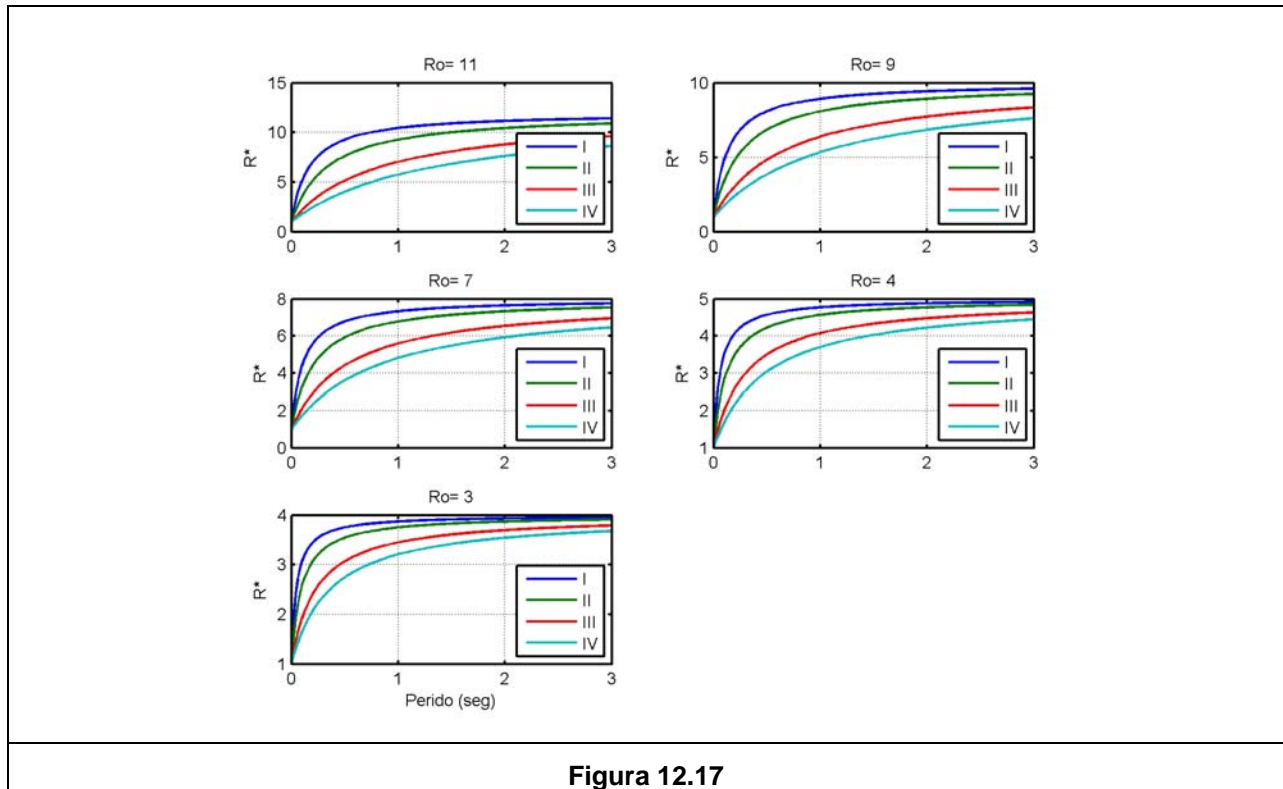 Ro= 11
15
10
5
0
R*
0 1 2 3
I
II
III
IV
Ro= 9
10
5
0
R*
0 1 2 3
I
II
III
IV
Ro= 7
8
6
4
2
0
R*
0 1 2 3
I
II
III
IV
Ro= 4
5
4
3
2
1
R*
0 1 2 3
I
II
III
IV
Ro= 3
4
3
2
1
R*
0 1 2 3
Perido (seg)
I
II
III
IV
Figura 12.17